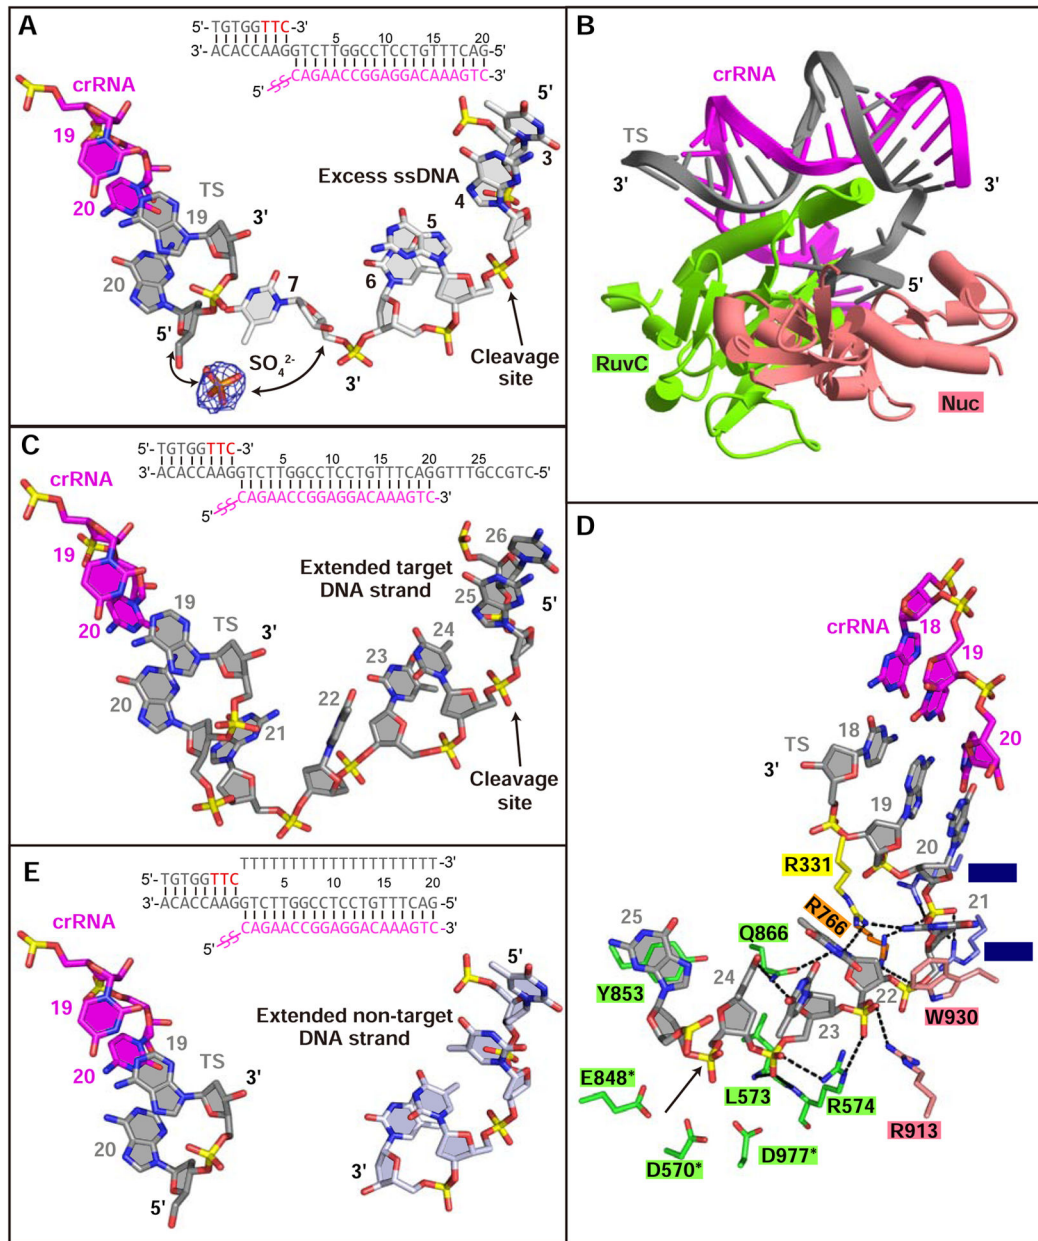 A
5'-TGTGGTTC-3'
5 10 15 20
3'-ACACCAAGGTCTTGGCCTCCTGTTTCAG-5'
5'-SSCAGAACCGGAGGACAAAGTC-3'
crRNA
19
20
TS
19
3'
20
5'
7
SO₄²⁻
3'
Excess ssDNA
5'
3
4
5
6
Cleavage
site
B
crRNA
TS
3'
3'
5'
RuvC
Nuc
C
5'-TGTGGTTC-3'
5 10 15 20 25
3'-ACACCAAGGTCTTGGCCTCCTGTTTCAGGTTTGCCGTC-5'
5'-SSCAGAACCGGAGGACAAAGTC-3'
crRNA
19
20
19
TS
3'
20
21
22
23
24
Extended target
DNA strand
26
25
5'
Cleavage
site
D
crRNA
18
19
20
TS
3'
18
19
20
R331
R766
21
Q866
25
Y853
24
22
23
W930
E848*
L573
R574
R913
D570*
D977*
E
TTTTTTTTTTTTTTTTTTTT-3'
5'-TGTGGTTC
5 10 15 20
3'-ACACCAAGGTCTTGGCCTCCTGTTTCAG-5'
5'-SSCAGAACCGGAGGACAAAGTC-3'
crRNA
19
20
19
TS
3'
20
5'
Extended non-target
DNA strand
5'
3'